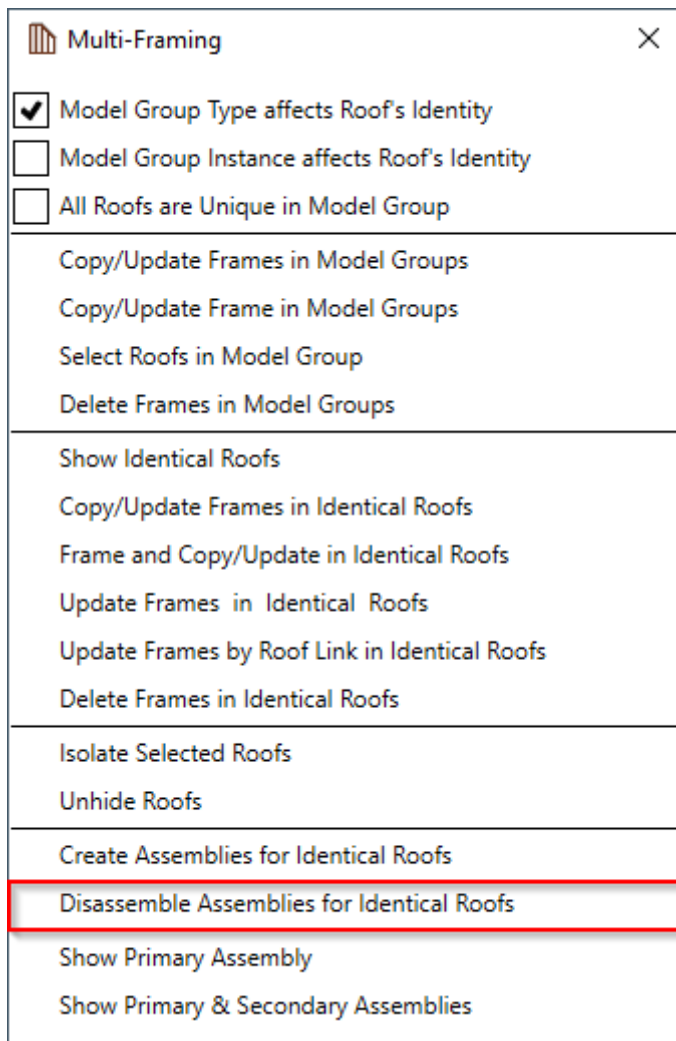 Multi-Framing
Model Group Type affects Roof's Identity
Model Group Instance affects Roof's Identity
All Roofs are Unique in Model Group
Copy/Update Frames in Model Groups
Copy/Update Frame in Model Groups
Select Roofs in Model Group
Delete Frames in Model Groups
Show Identical Roofs
Copy/Update Frames in Identical Roofs
Frame and Copy/Update in Identical Roofs
Update Frames  in  Identical  Roofs
Update Frames by Roof Link in Identical Roofs
Delete Frames in Identical Roofs
Isolate Selected Roofs
Unhide Roofs
Create Assemblies for Identical Roofs
Disassemble Assemblies for Identical Roofs
Show Primary Assembly
Show Primary & Secondary Assemblies